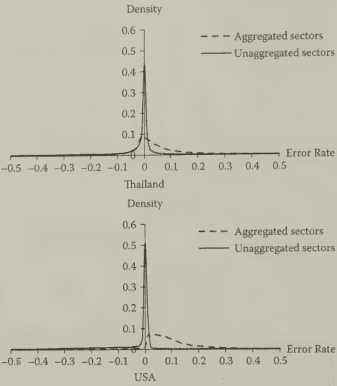 Density
0.6
0.5
0.4
0.3
0.2
0.1
0
Aggregated sectors
Unaggregated sectors
Error Rate
−0.5 −0.4 −0.3 −0.2 −0.1 0 0.1 0.2 0.3 0.4 0.5
Thailand
Density
0.6
0.5
0.4
0.3
0.2
0.1
0
Aggregated sectors
Unaggregated sectors
Error Rate
−0.5 −0.4 −0.3 −0.2 −0.1 0 0.1 0.2 0.3 0.4 0.5
USA